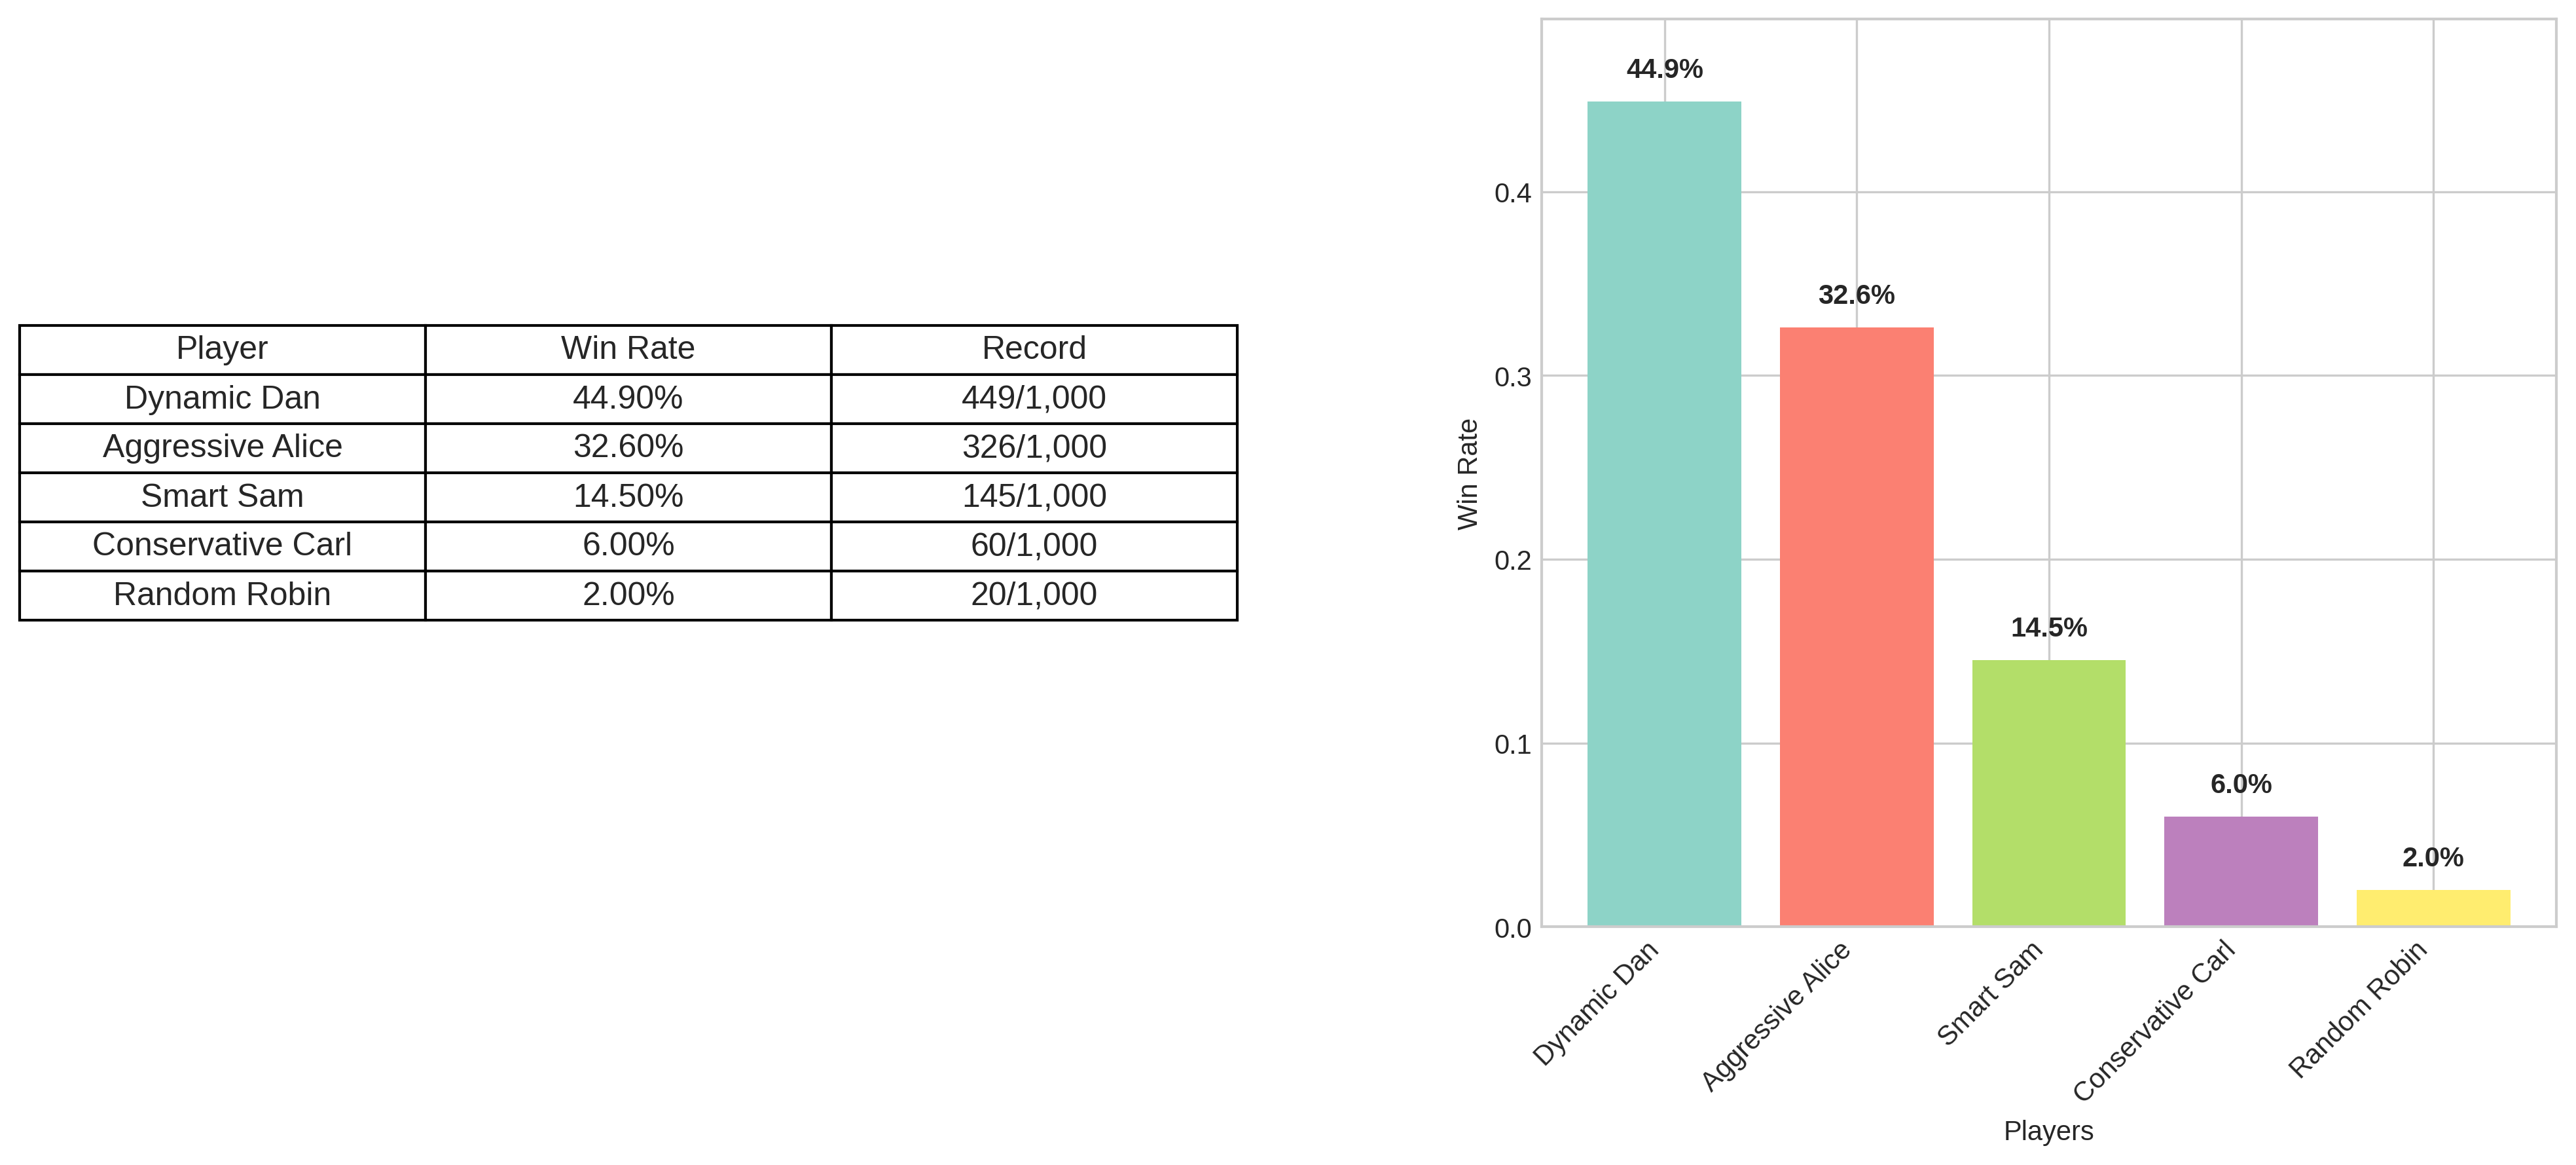 Player Win Rate Record
Dynamic Dan 44.90% 449/1,000
Aggressive Alice 32.60% 326/1,000
Smart Sam 14.50% 145/1,000
Conservative Carl 6.00% 60/1,000
Random Robin 2.00% 20/1,000
Win Rate
0.4
0.3
0.2
0.1
0.0
44.9%
32.6%
14.5%
6.0%
2.0%
Dynamic Dan
Aggressive Alice
Smart Sam
Conservative Carl
Random Robin
Players